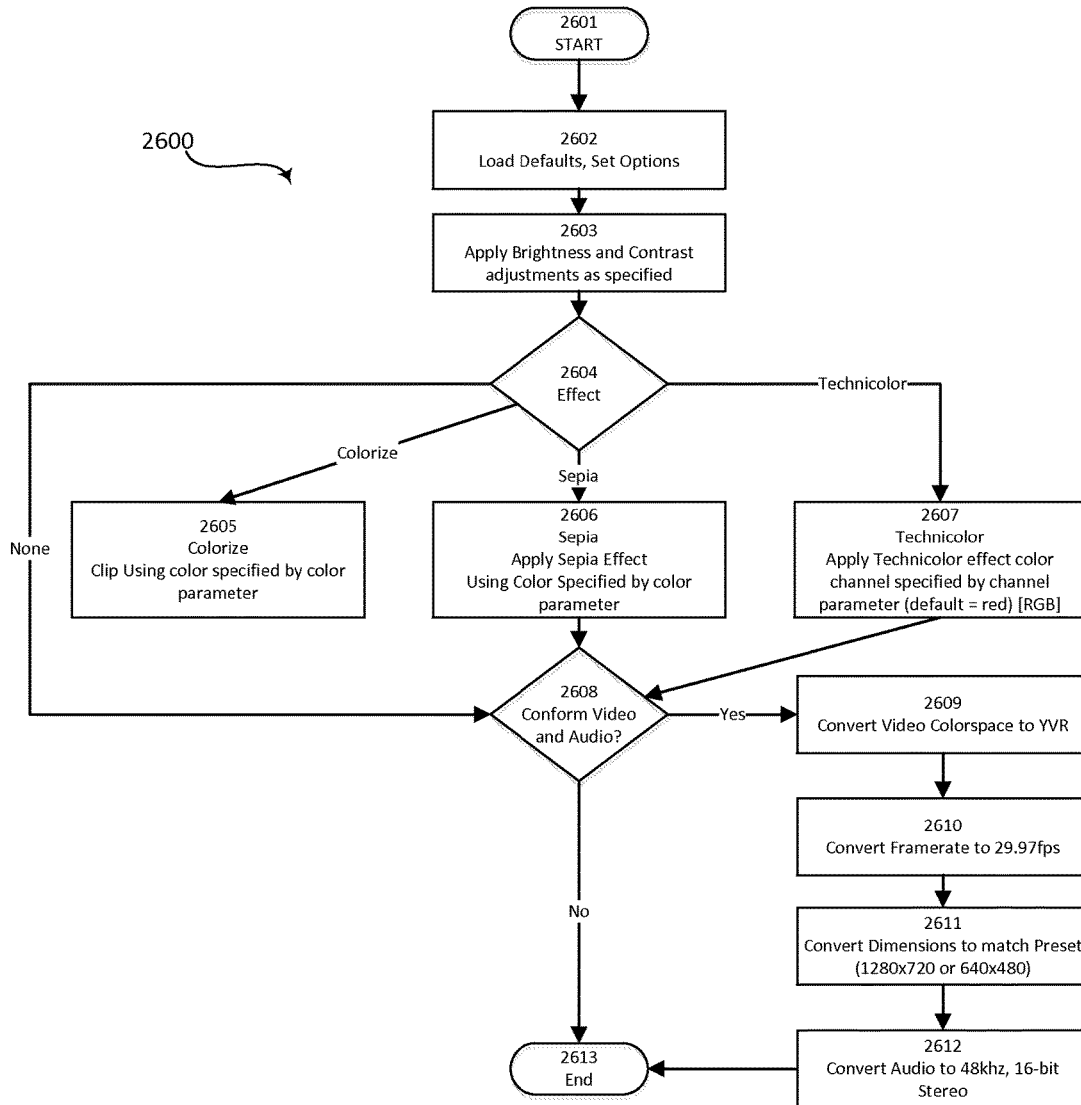 2601
START
2600
2602
Load Defaults, Set Options
2603
Apply Brightness and Contrast
adjustments as specified
2604
Effect
Technicolor
Colorize
Sepia
None
2605
Colorize
Clip Using color specified by color
parameter
2606
Sepia
Apply Sepia Effect
Using Color Specified by color
parameter
2607
Technicolor
Apply Technicolor effect color
channel specified by channel
parameter (default = red) [RGB]
2608
Conform Video
and Audio?
Yes
2609
Convert Video Colorspace to YVR
2610
Convert Framerate to 29.97fps
No
2611
Convert Dimensions to match Preset
(1280x720 or 640x480)
2612
Convert Audio to 48khz, 16-bit
Stereo
2613
End